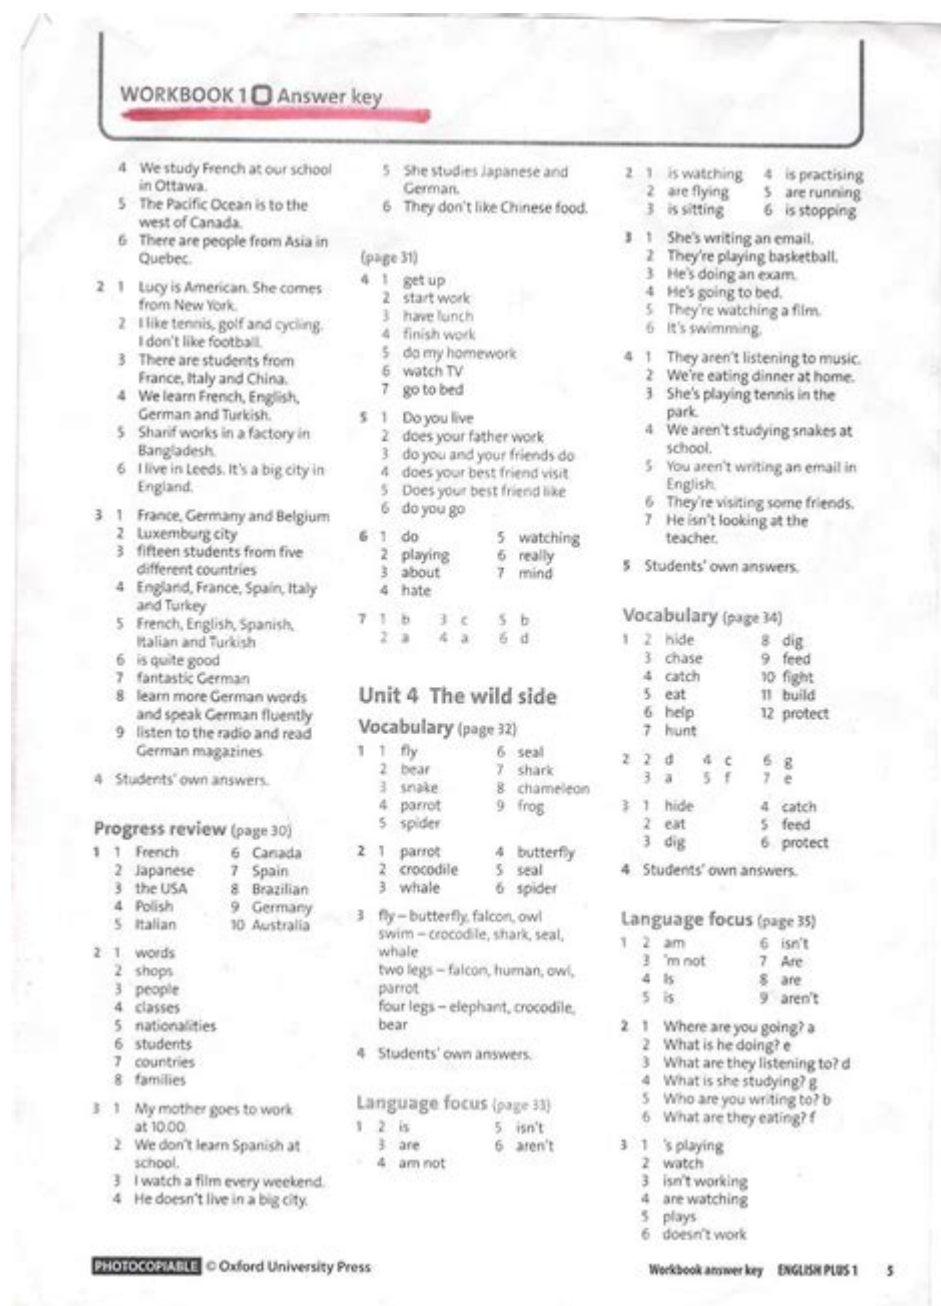 WORKBOOK 1 Answer key
4 We study French at our school
in Ottawa.
5 The Pacific Ocean is to the
west of Canada.
6 There are people from Asia in
Quebec.
2 1 Lucy is American. She comes
from New York.
2 I like tennis, golf and cycling.
I don't like football.
3 There are students from
France, Italy and China.
4 We learn French, English,
German and Turkish.
5 Sharif works in a factory in
Bangladesh.
6 I live in Leeds. It's a big city in
England.
3 1 France, Germany and Belgium
2 Luxemburg city
3 fifteen students from five
different countries
4 England, France, Spain, Italy
and Turkey
5 French, English, Spanish,
Italian and Turkish
6 is quite good
7 fantastic German
8 learn more German words
and speak German fluently
9 listen to the radio and read
German magazines
4 Students' own answers.
Progress review (page 30)
1 1 French 6 Canada
2 Japanese 7 Spain
3 the USA 8 Brazilian
4 Polish 9 Germany
5 Italian 10 Australia
2 1 words
2 shops
3 people
4 classes
5 nationalities
6 students
7 countries
8 families
3 1 My mother goes to work
at 10.00.
2 We don't learn Spanish at
school.
3 I watch a film every weekend.
4 He doesn't live in a big city.
5 She studies Japanese and
German.
6 They don't like Chinese food.
(page 31)
4 1 get up
2 start work
3 have lunch
4 finish work
5 do my homework
6 watch TV
7 go to bed
5 1 Do you live
2 does your father work
3 do you and your friends do
4 does your best friend visit
5 Does your best friend like
6 do you go
6 1 do 5 watching
2 playing 6 really
3 about 7 mind
4 hate
7 1 b 3 c 5 b
2 a 4 a 6 d
Unit 4 The wild side
Vocabulary (page 32)
1 1 fly 6 seal
2 bear 7 shark
3 snake 8 chameleon
4 parrot 9 frog
5 spider
2 1 parrot 4 butterfly
2 crocodile 5 seal
3 whale 6 spider
3 fly – butterfly, falcon, owl
swim – crocodile, shark, seal,
whale
two legs – falcon, human, owl,
parrot
four legs – elephant, crocodile,
bear
4 Students' own answers.
Language focus (page 33)
1 2 is 5 isn't
3 are 6 aren't
4 am not
2 1 is watching 4 is practising
2 are flying 5 are running
3 is sitting 6 is stopping
3 1 She's writing an email.
2 They're playing basketball.
3 He's doing an exam.
4 He's going to bed.
5 They're watching a film.
6 It's swimming.
4 1 They aren't listening to music.
2 We're eating dinner at home.
3 She's playing tennis in the
park.
4 We aren't studying snakes at
school.
5 You aren't writing an email in
English.
6 They're visiting some friends.
7 He isn't looking at the
teacher.
5 Students' own answers.
Vocabulary (page 34)
1 2 hide 8 dig
3 chase 9 feed
4 catch 10 fight
5 eat 11 build
6 help 12 protect
7 hunt
2 2 d 4 c 6 g
3 a 5 f 7 e
3 1 hide 4 catch
2 eat 5 feed
3 dig 6 protect
4 Students' own answers.
Language focus (page 35)
1 2 am 6 isn't
3 'm not 7 Are
4 Is 8 are
5 is 9 aren't
2 1 Where are you going? a
2 What is he doing? e
3 What are they listening to? d
4 What is she studying? g
5 Who are you writing to? b
6 What are they eating? f
3 1 's playing
2 watch
3 isn't working
4 are watching
5 plays
6 doesn't work
PHOTOCOPIABLE © Oxford University Press
Workbook answer key ENGLISH PLUS 1 5